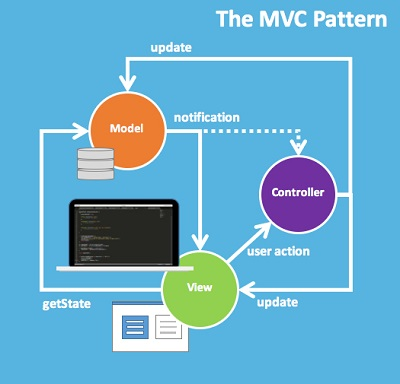 The MVC Pattern
update
notification
Model
Controller
user action
View
getState
update